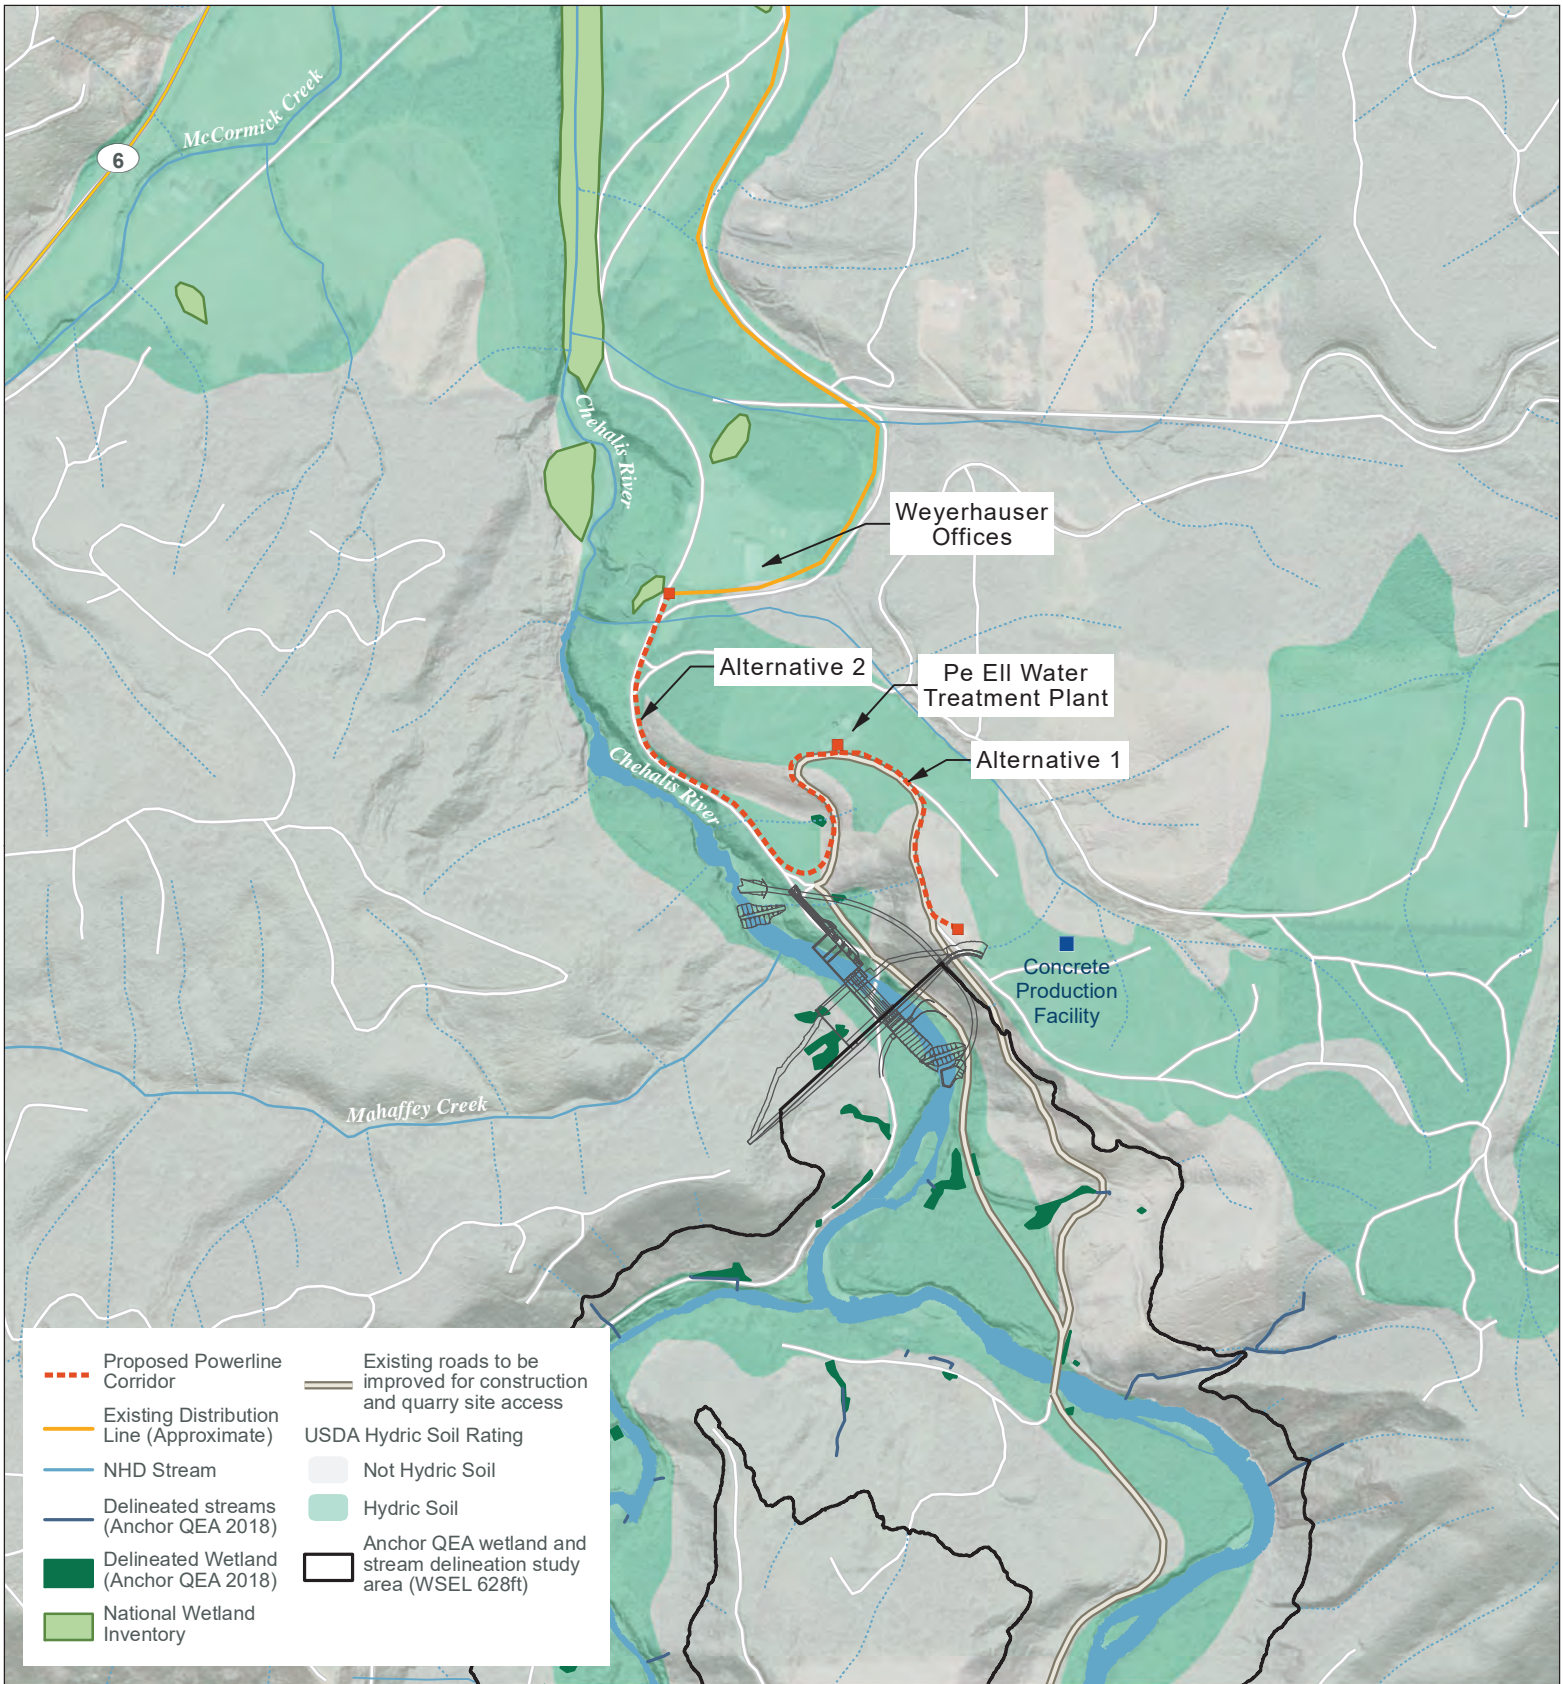 McCormick Creek
6
Chehalis River
Weyerhauser
Offices
Alternative 2
Pe Ell Water
Treatment Plant
Alternative 1
Chehalis River
Concrete
Production
Facility
Mahaffey Creek
Proposed Powerline
Corridor
Existing Distribution
Line (Approximate)
NHD Stream
Delineated streams
(Anchor QEA 2018)
Delineated Wetland
(Anchor QEA 2018)
National Wetland
Inventory
Existing roads to be
improved for construction
and quarry site access
USDA Hydric Soil Rating
Not Hydric Soil
Hydric Soil
Anchor QEA wetland and
stream delineation study
area (WSEL 628ft)